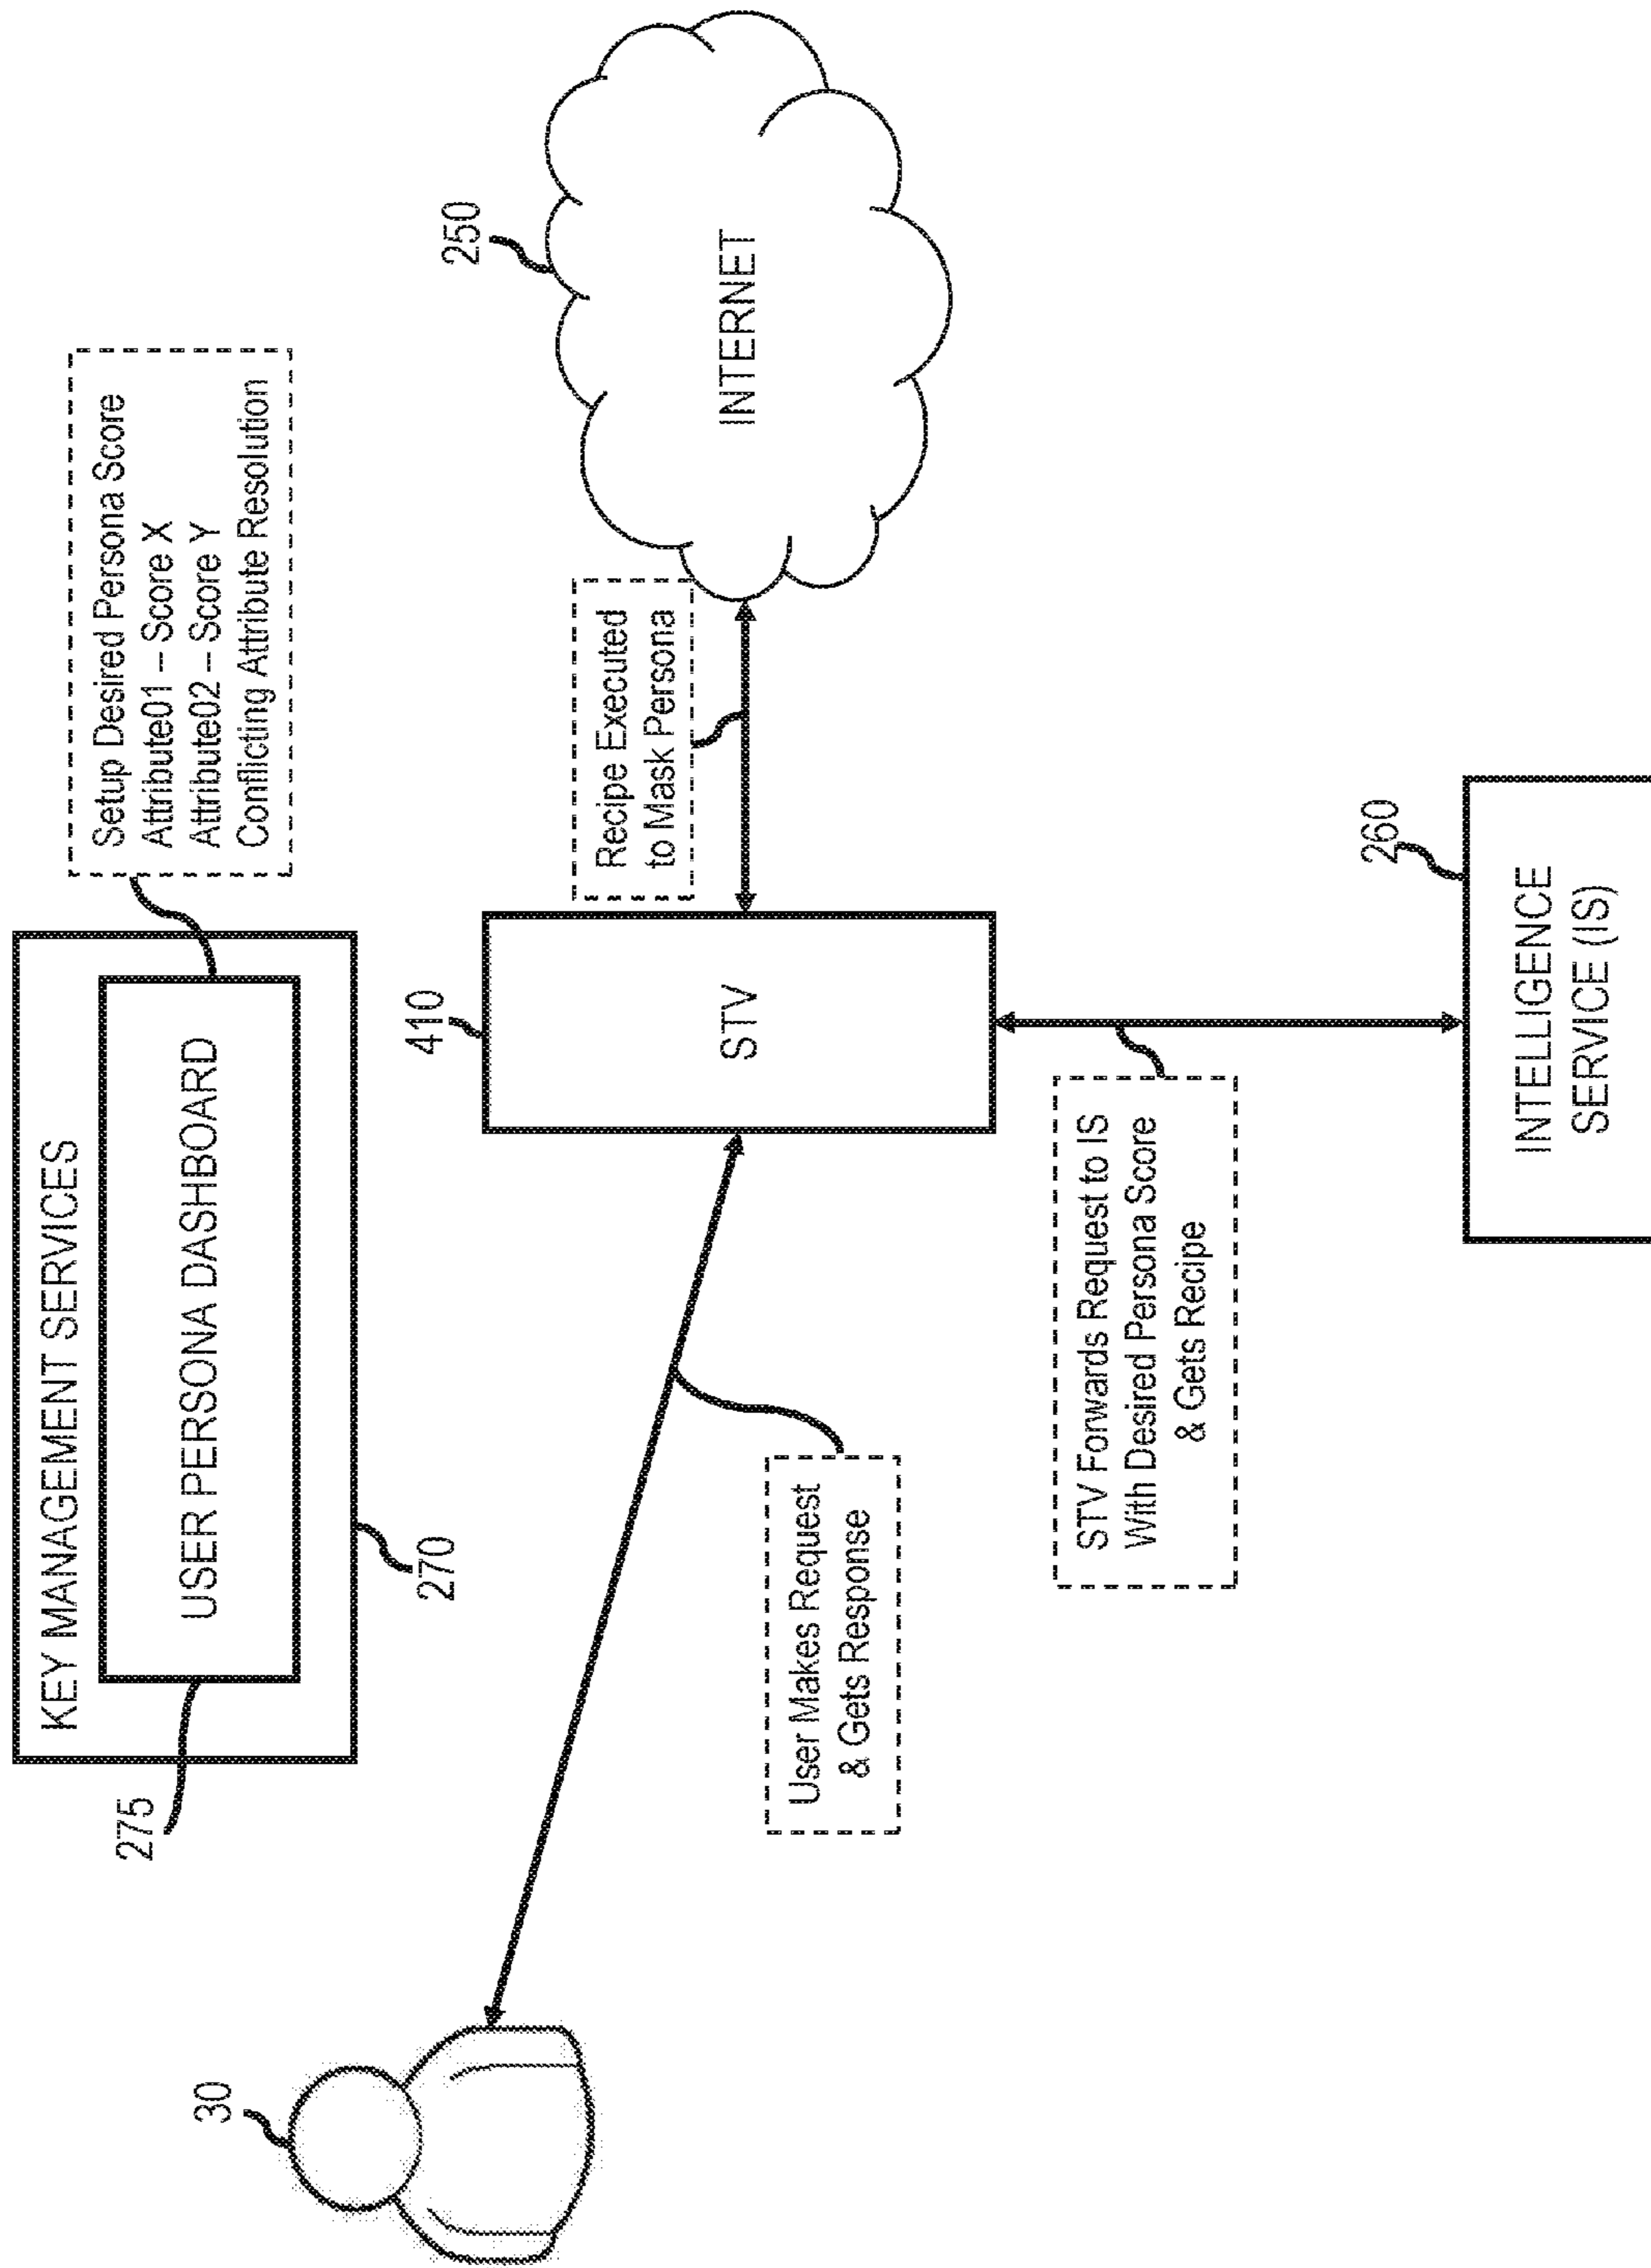 KEY MANAGEMENT SERVICES
USER PERSONA DASHBOARD
275
270
Setup Desired Persona Score
Attribute01 – Score X
Attribute02 – Score Y
Conflicting Attribute Resolution
30
User Makes Request
& Gets Response
410
STV
Recipe Executed
to Mask Persona
250
INTERNET
STV Forwards Request to IS
With Desired Persona Score
& Gets Recipe
260
INTELLIGENCE
SERVICE (IS)